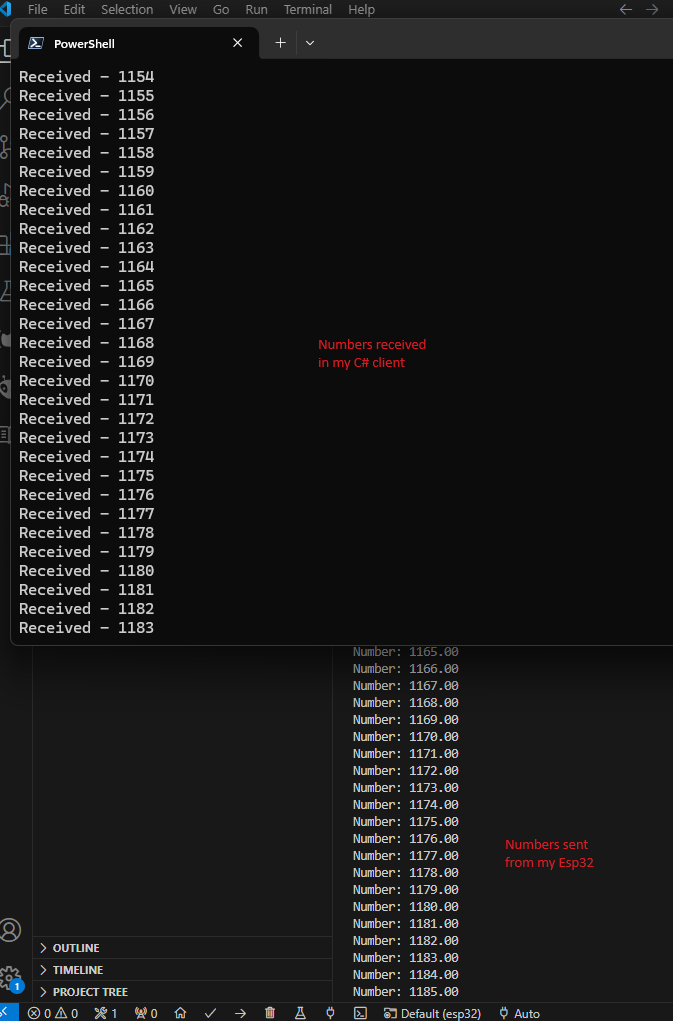 File Edit Selection View Go Run Terminal Help
PowerShell
Received - 1154
Received - 1155
Received - 1156
Received - 1157
Received - 1158
Received - 1159
Received - 1160
Received - 1161
Received - 1162
Received - 1163
Received - 1164
Received - 1165
Received - 1166
Received - 1167
Received - 1168
Received - 1169
Received - 1170
Received - 1171
Received - 1172
Received - 1173
Received - 1174
Received - 1175
Received - 1176
Received - 1177
Received - 1178
Received - 1179
Received - 1180
Received - 1181
Received - 1182
Received - 1183
Numbers received
in my C# client
Number: 1165.00
Number: 1166.00
Number: 1167.00
Number: 1168.00
Number: 1169.00
Number: 1170.00
Number: 1171.00
Number: 1172.00
Number: 1173.00
Number: 1174.00
Number: 1175.00
Number: 1176.00
Number: 1177.00
Number: 1178.00
Number: 1179.00
Number: 1180.00
Number: 1181.00
Number: 1182.00
Number: 1183.00
Number: 1184.00
Number: 1185.00
Numbers sent
from my Esp32
OUTLINE
TIMELINE
PROJECT TREE
1
0 0 1 0 Default (esp32) Auto